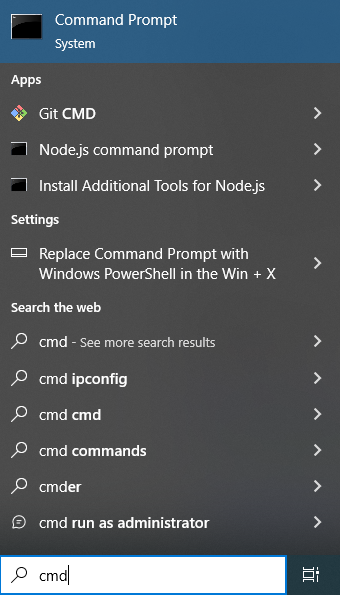 Command Prompt
System
Apps
Git CMD
Node.js command prompt
Install Additional Tools for Node.js
Settings
Replace Command Prompt with
Windows PowerShell in the Win + X
Search the web
cmd - See more search results
cmd ipconfig
cmd cmd
cmd commands
cmder
cmd run as administrator
cmd